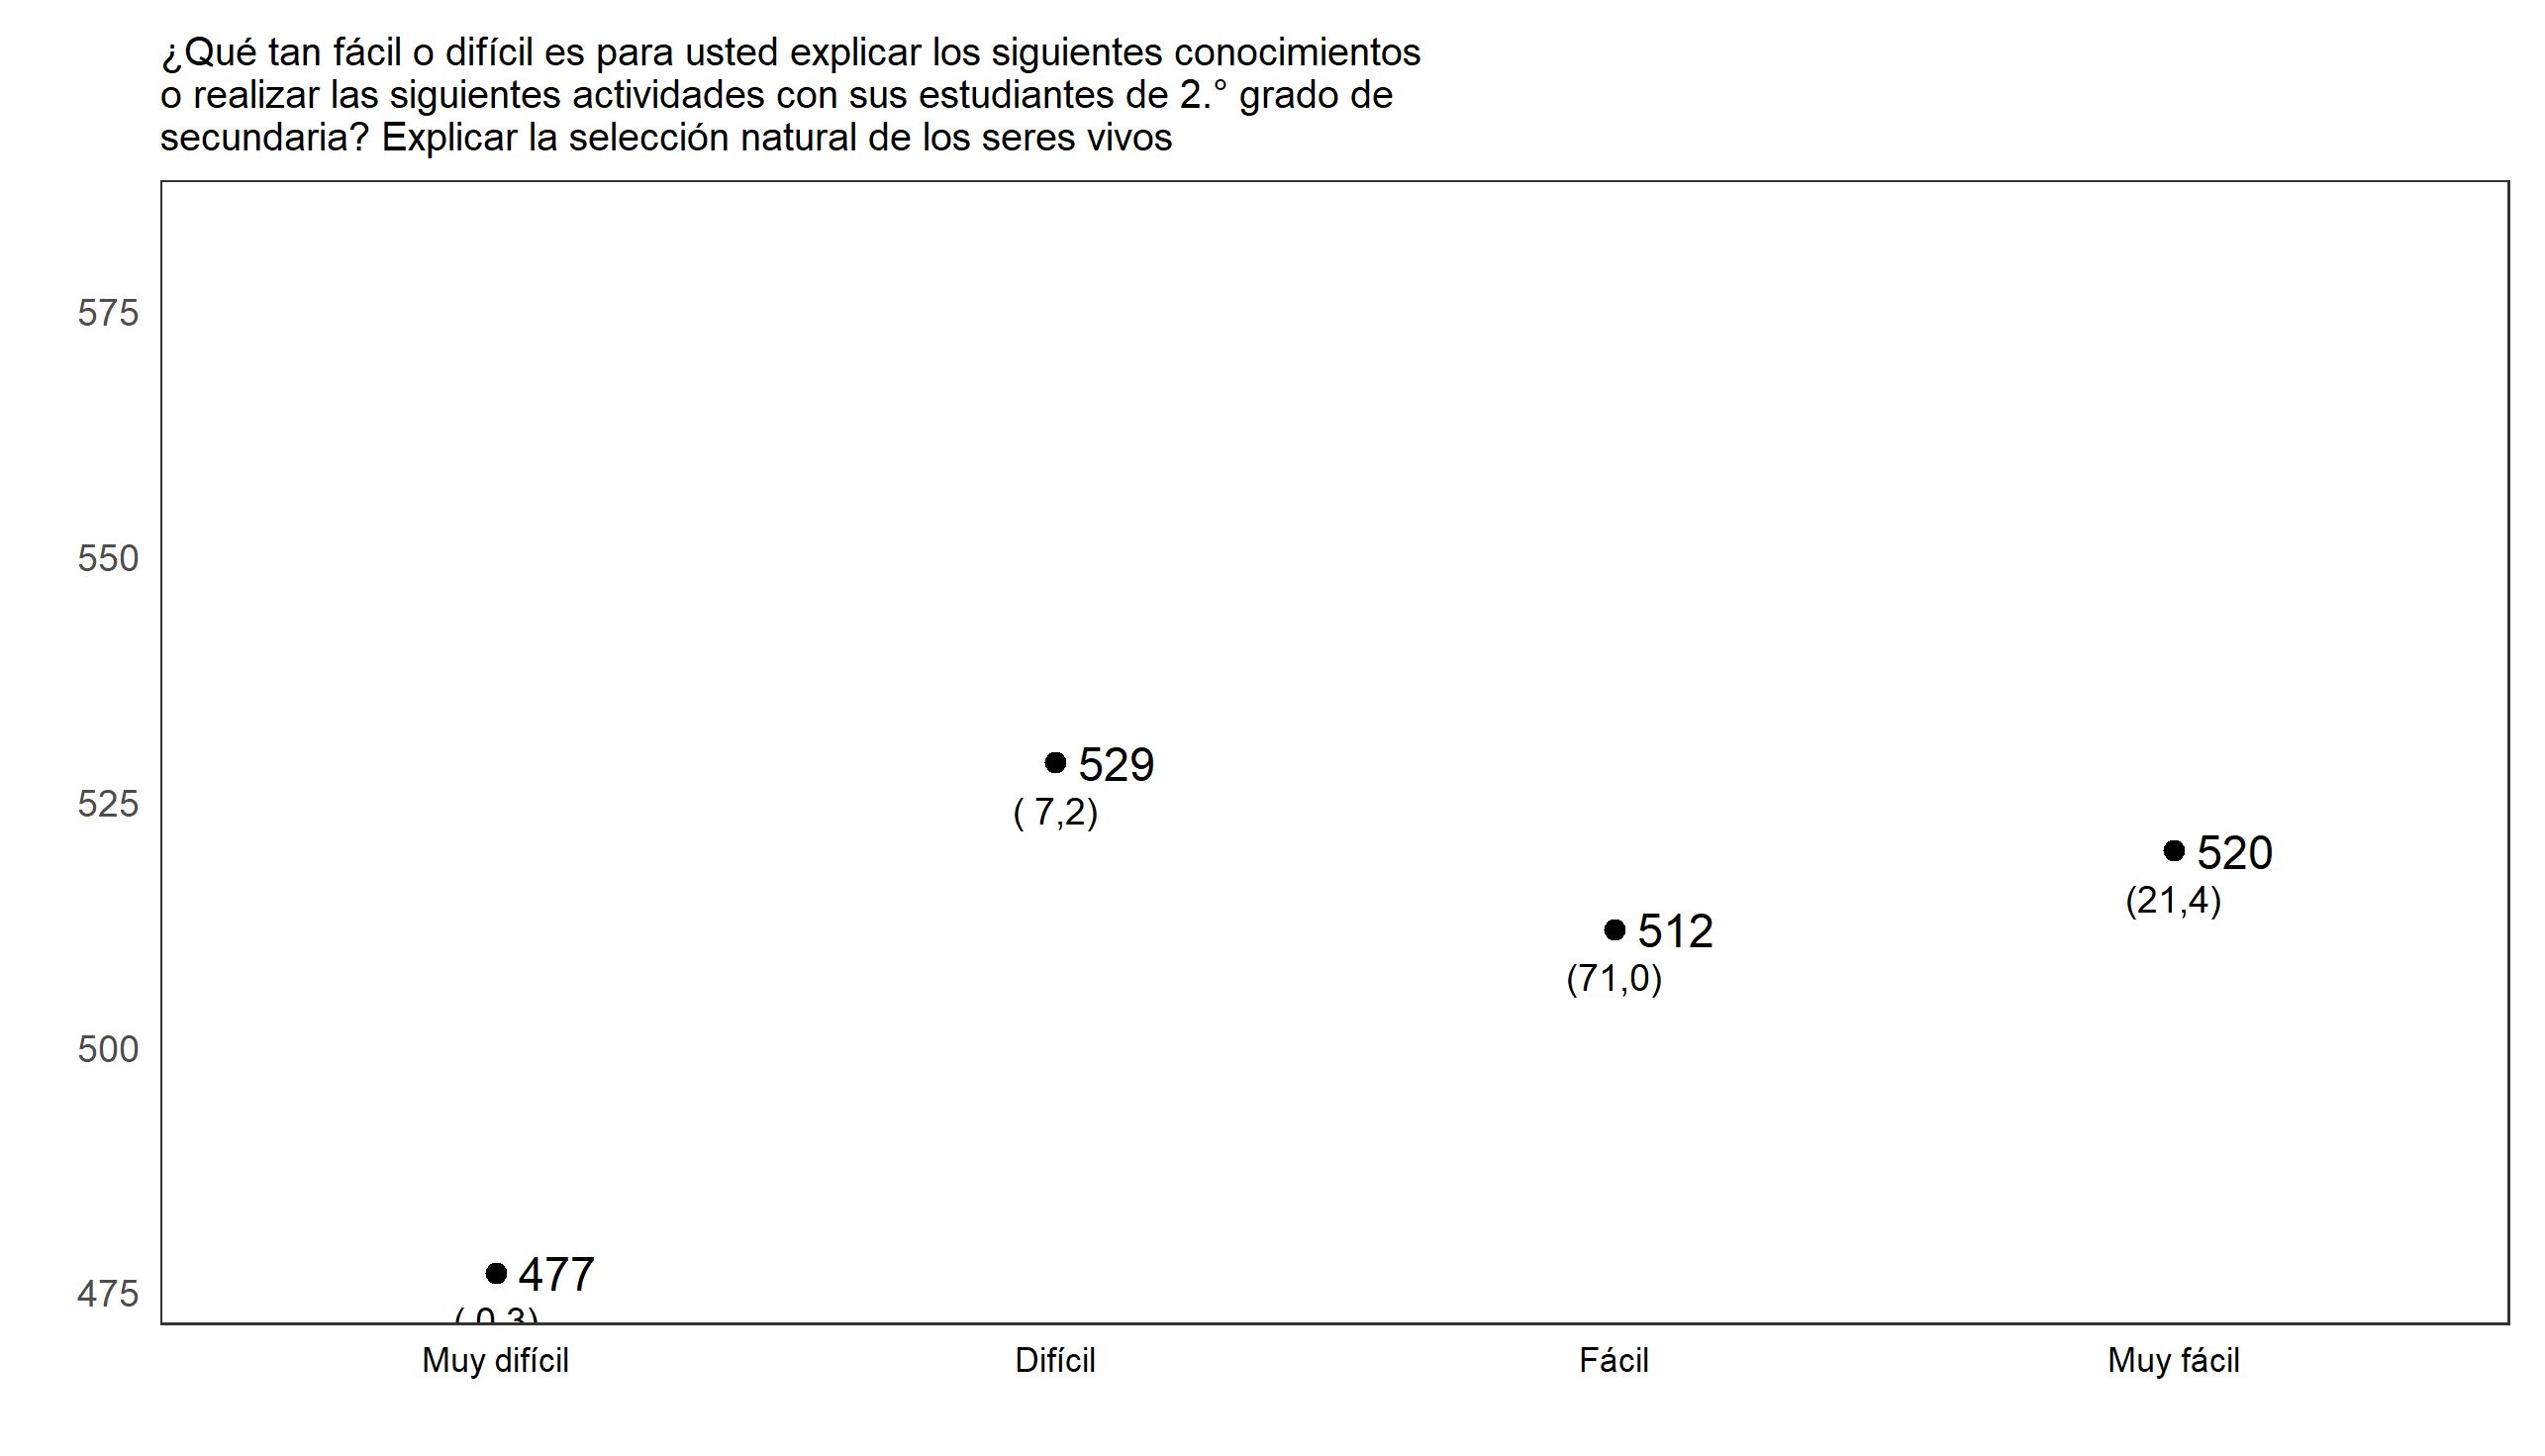 ¿Qué tan fácil o difícil es para usted explicar los siguientes conocimientos
o realizar las siguientes actividades con sus estudiantes de 2.° grado de
secundaria? Explicar la selección natural de los seres vivos
575
550
525
500
475
529
( 7,2)
520
(21,4)
512
(71,0)
477
( 0,3)
Muy difícil
Difícil
Fácil
Muy fácil